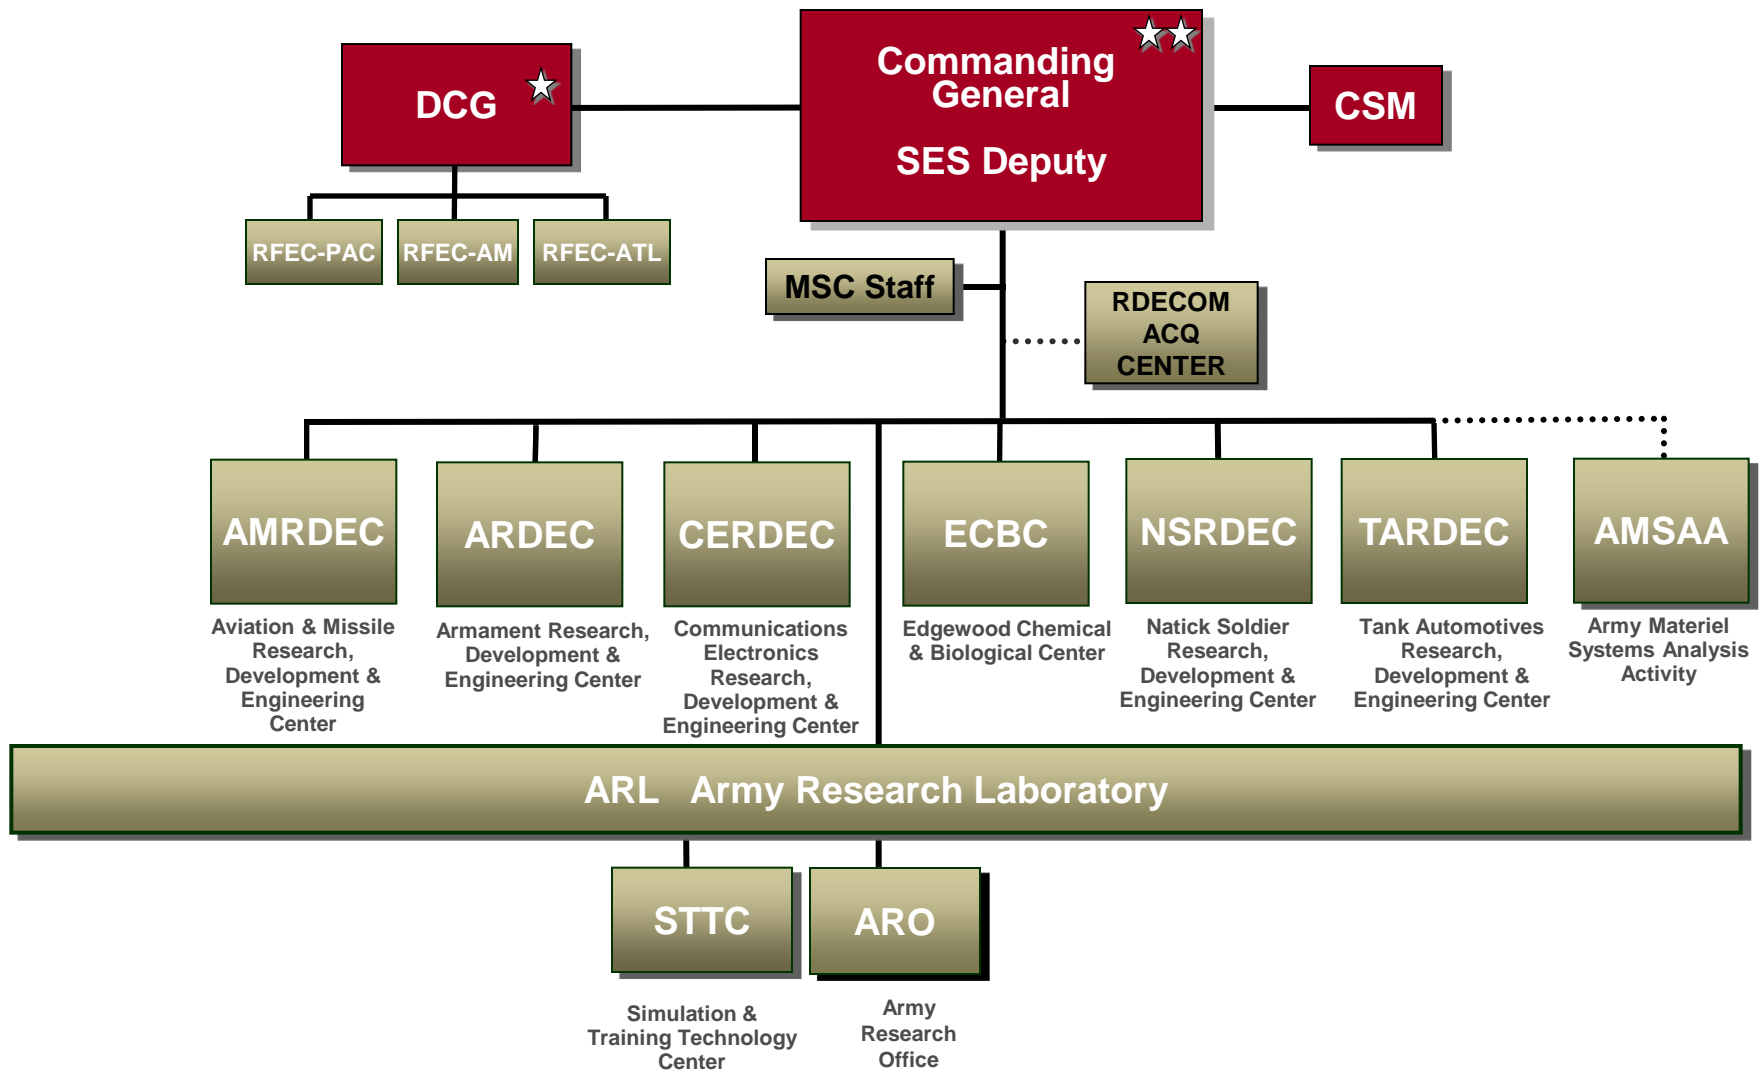 DCG
Commanding
General
SES Deputy
CSM
RFEC-PAC
RFEC-AM
RFEC-ATL
MSC Staff
RDECOM
ACQ
CENTER
AMRDEC
ARDEC
CERDEC
ECBC
NSRDEC
TARDEC
AMSAA
Aviation & Missile
Research,
Development &
Engineering
Center
Armament Research,
Development &
Engineering Center
Communications
Electronics
Research,
Development &
Engineering Center
Edgewood Chemical
& Biological Center
Natick Soldier
Research,
Development &
Engineering Center
Tank Automotives
Research,
Development &
Engineering Center
Army Materiel
Systems Analysis
Activity
ARL Army Research Laboratory
STTC
ARO
Simulation &
Training Technology
Center
Army
Research
Office